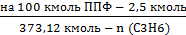 на 100 кмоль ППФ – 2,5 кмоль
373,12 кмоль – n (C3H6)